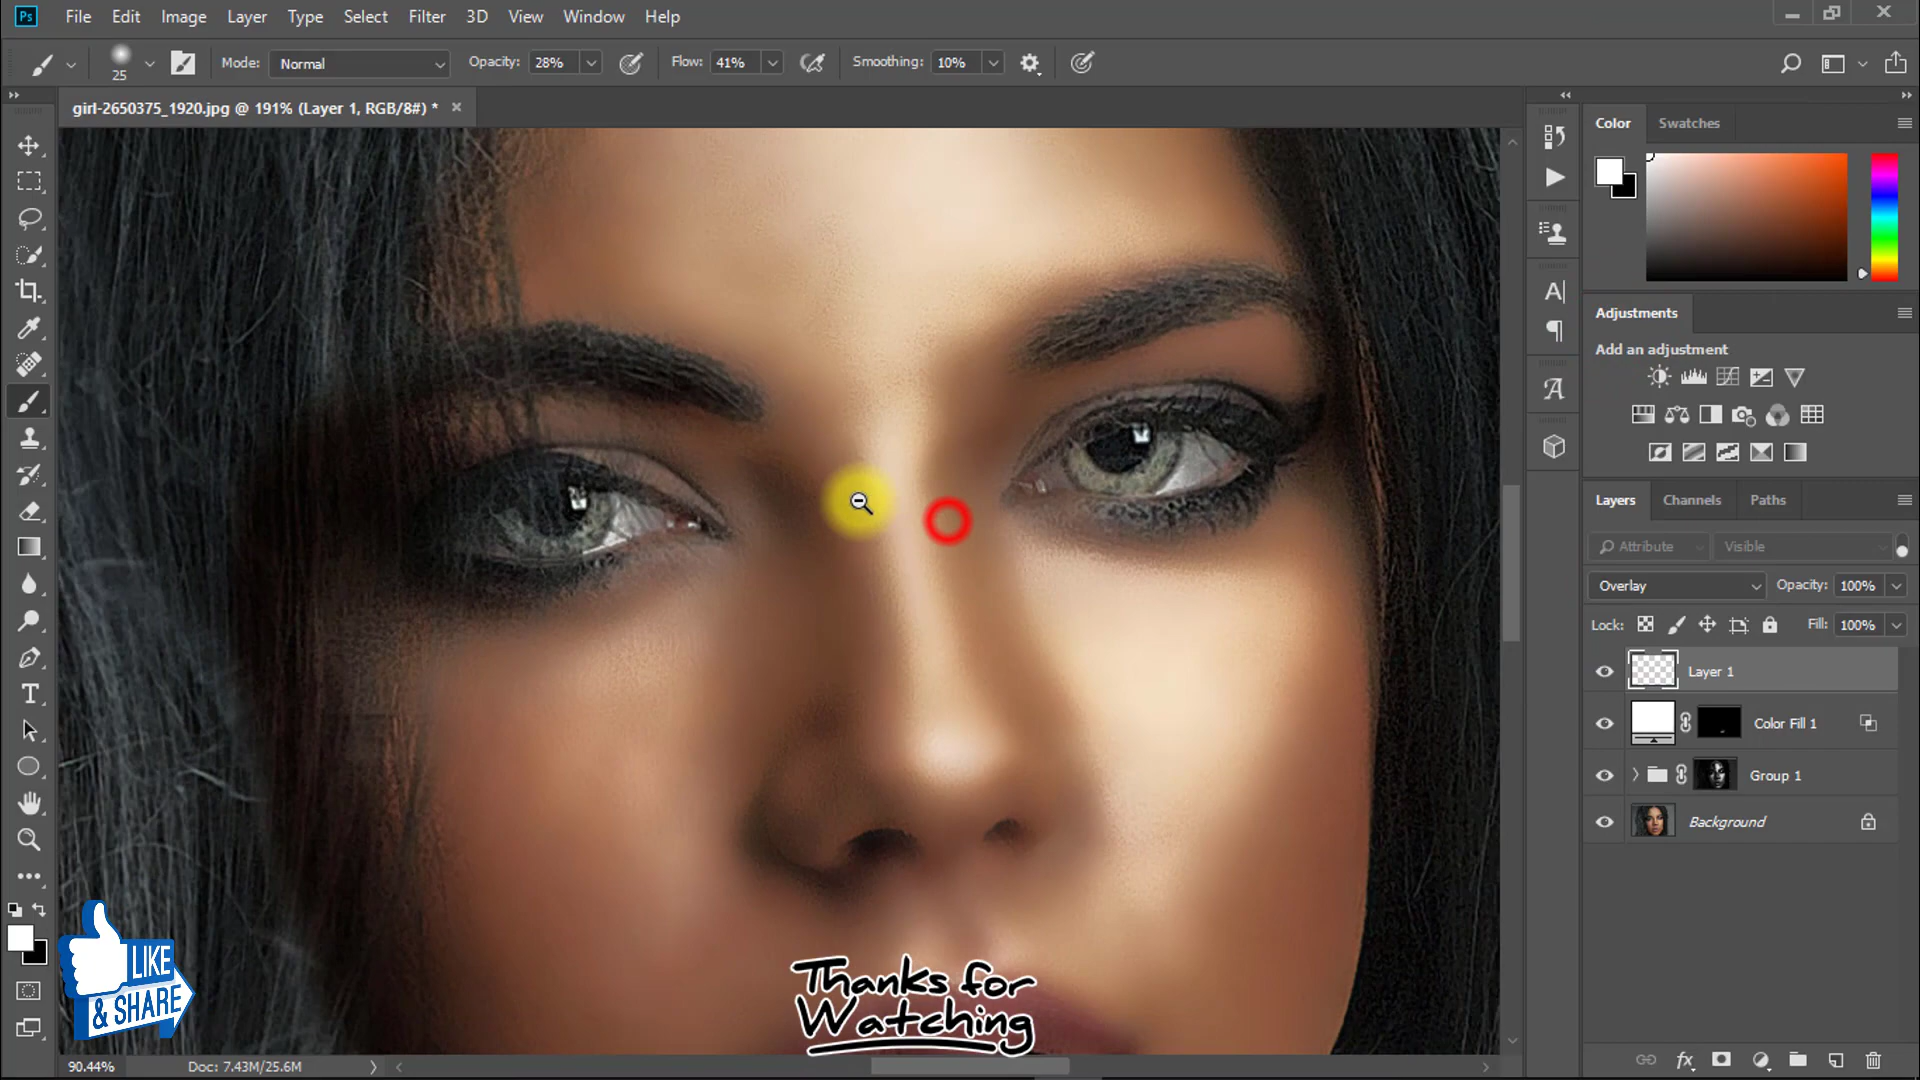 Ps File Edit Image Layer Type Select Filter 3D View Window Help
25 Mode: Normal Opacity: 28% Flow: 41% Smoothing: 10%
girl-2650375_1920.jpg @ 191% (Layer 1, RGB/8#) *
Color Swatches
Adjustments
Add an adjustment
Layers Channels Paths
Attribute Visible
Overlay Opacity: 100%
Lock: Fill: 100%
Layer 1
Color Fill 1
Group 1
Background
LIKE
& SHARE
Thanks for
Watching
90.44% Doc: 7.43M/25.6M